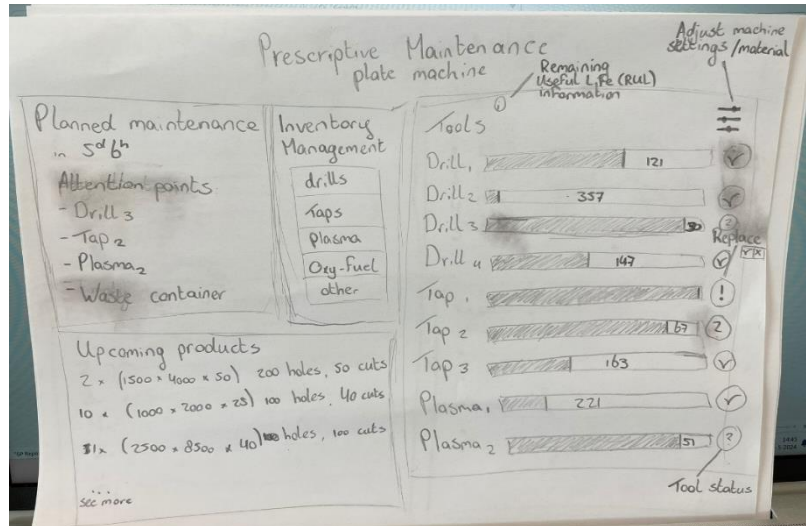 Prescriptive Maintenance
plate machine
Remaining
Useful Life (RUL)
information
Adjust machine
settings/material
Planned maintenance
in 5d 6h
Attention points
- Drill 3
- Tap 2
- Plasma 2
- Waste container
Inventory
Management
drills
Taps
Plasma
Oxy-fuel
other
Upcoming products
2 x (1500 x 4000 x 50) 200 holes, 50 cuts
10 x (1000 x 2000 x 25) 100 holes, 40 cuts
1x (2500 x 8500 x 40) holes, 100 cuts
...
see more
i
Tools
Drill 1 121
Drill 2 357
Drill 3 ?
Replace
Drill 4 147
Tap 1 !
Tap 2 67 ?
Tap 3 163
Plasma 1 221
Plasma 2 51 ?
Tool status
14:41